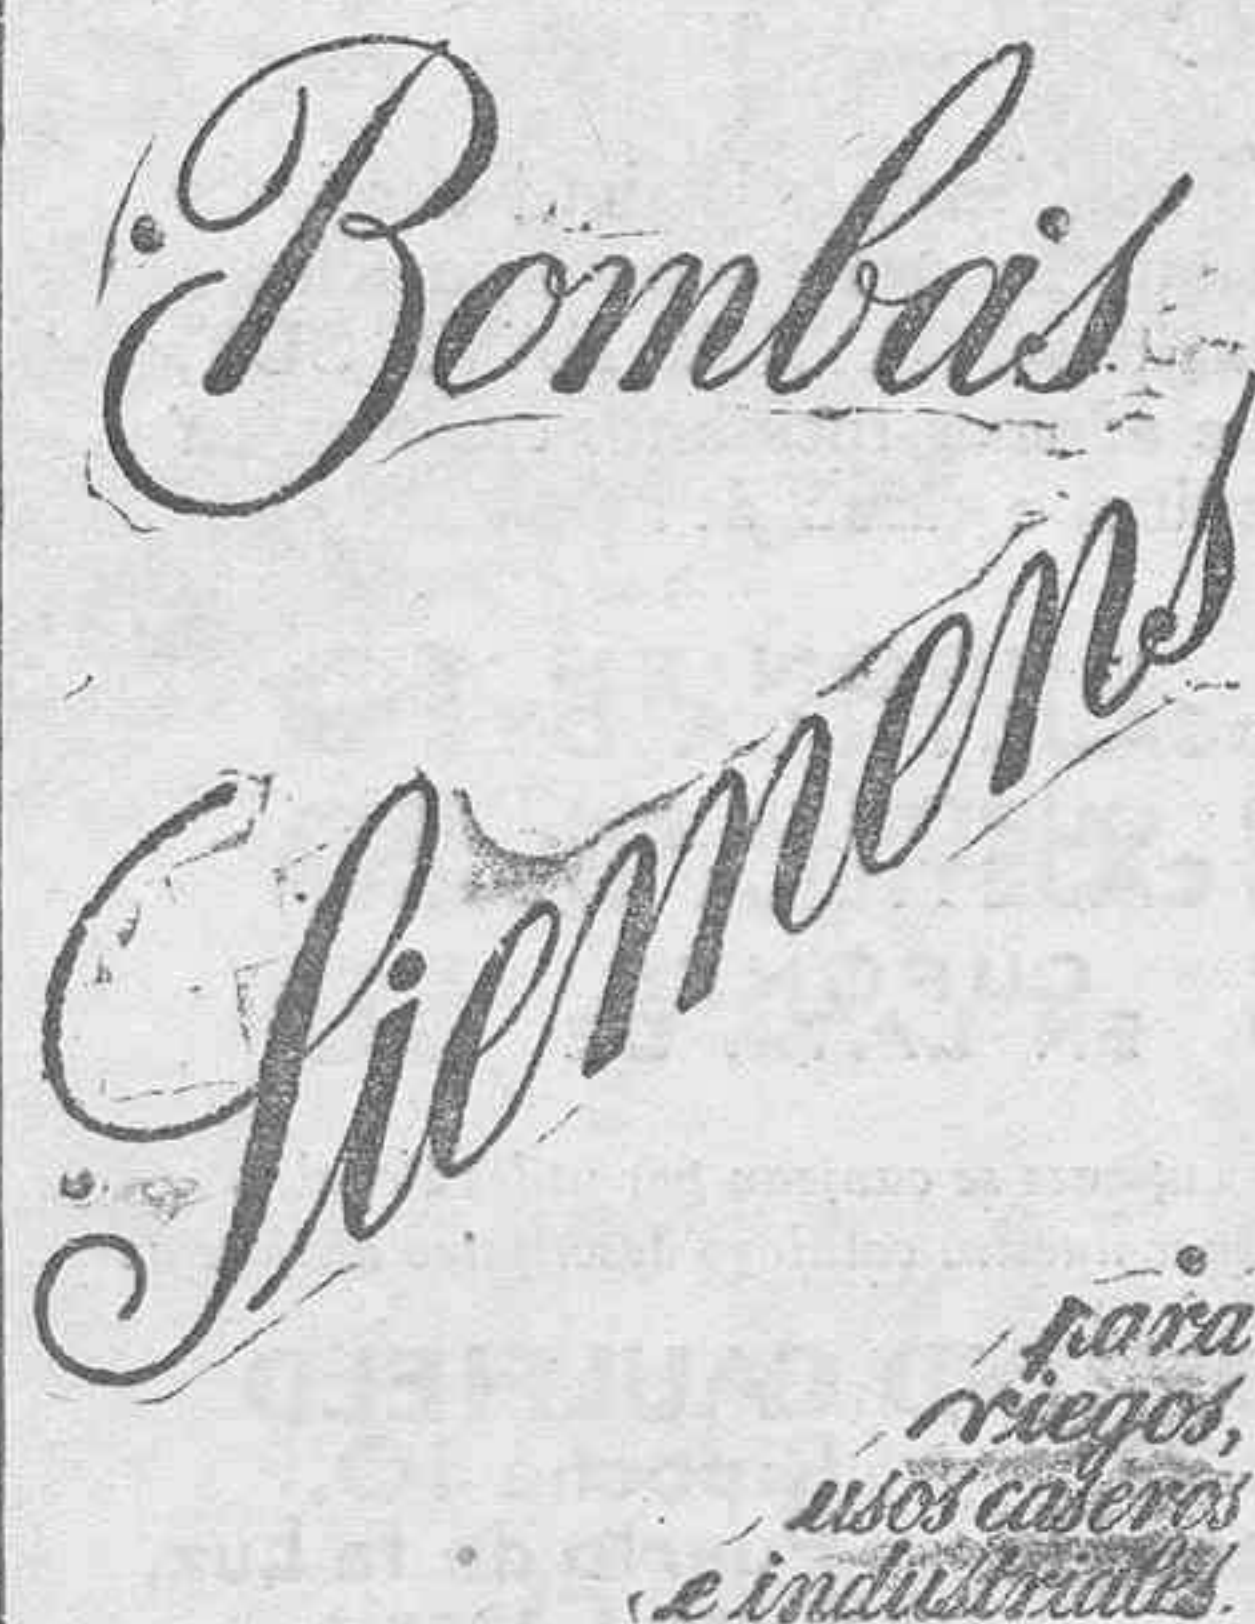 Bombas
Siemens
para
riegos,
usos caseros
e industriales.